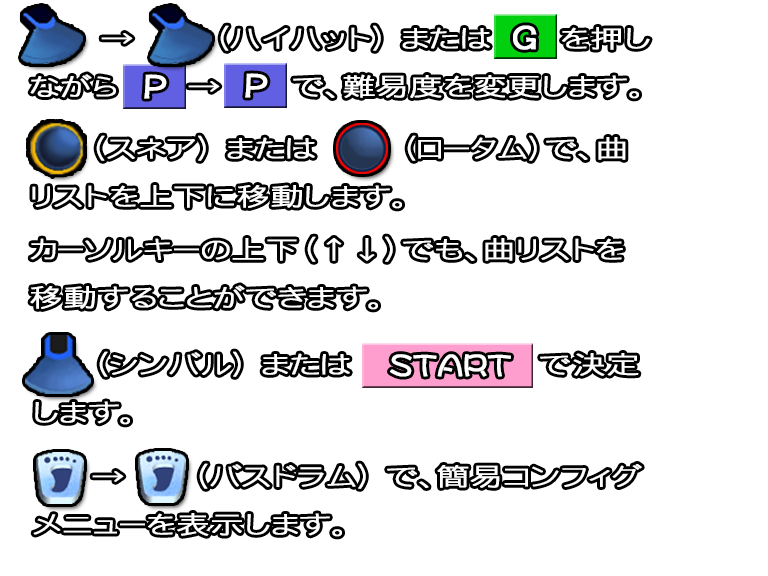 →(ハイハット) または G を押し
ながら P → P で、難易度を変更します。
(スネア) または (ロータム)で、曲
リストを上下に移動します。
カーソルキーの上下(↑↓)でも、曲リストを
移動することができます。
(シンバル) または START で決定
します。
→(バスドラム) で、簡易コンフィグ
メニューを表示します。